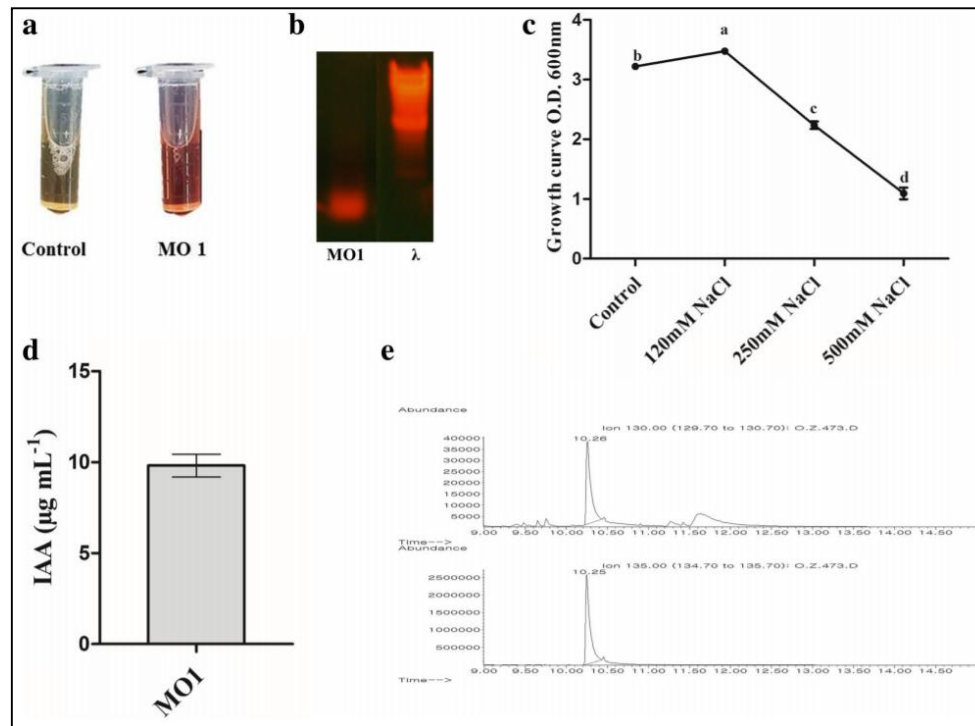 a
Control
MO 1
b
MO1 λ
c
Growth curve O.D. 600nm
4
3
2
1
0
b
a
c
d
Control
120mM NaCl
250mM NaCl
500mM NaCl
d
IAA (µg mL⁻¹)
15
10
5
0
MO1
e
Abundance
Ion 130.00 (129.70 to 130.70): O.Z.473.D
40000
35000
30000
25000
20000
15000
10000
5000
10.26
9.00 9.50 10.00 10.50 11.00 11.50 12.00 12.50 13.00 13.50 14.00 14.50
Time-->
Abundance
Ion 135.00 (134.70 to 135.70): O.Z.473.D
2500000
2000000
1500000
1000000
500000
10.25
9.00 9.50 10.00 10.50 11.00 11.50 12.00 12.50 13.00 13.50 14.00 14.50
Time-->